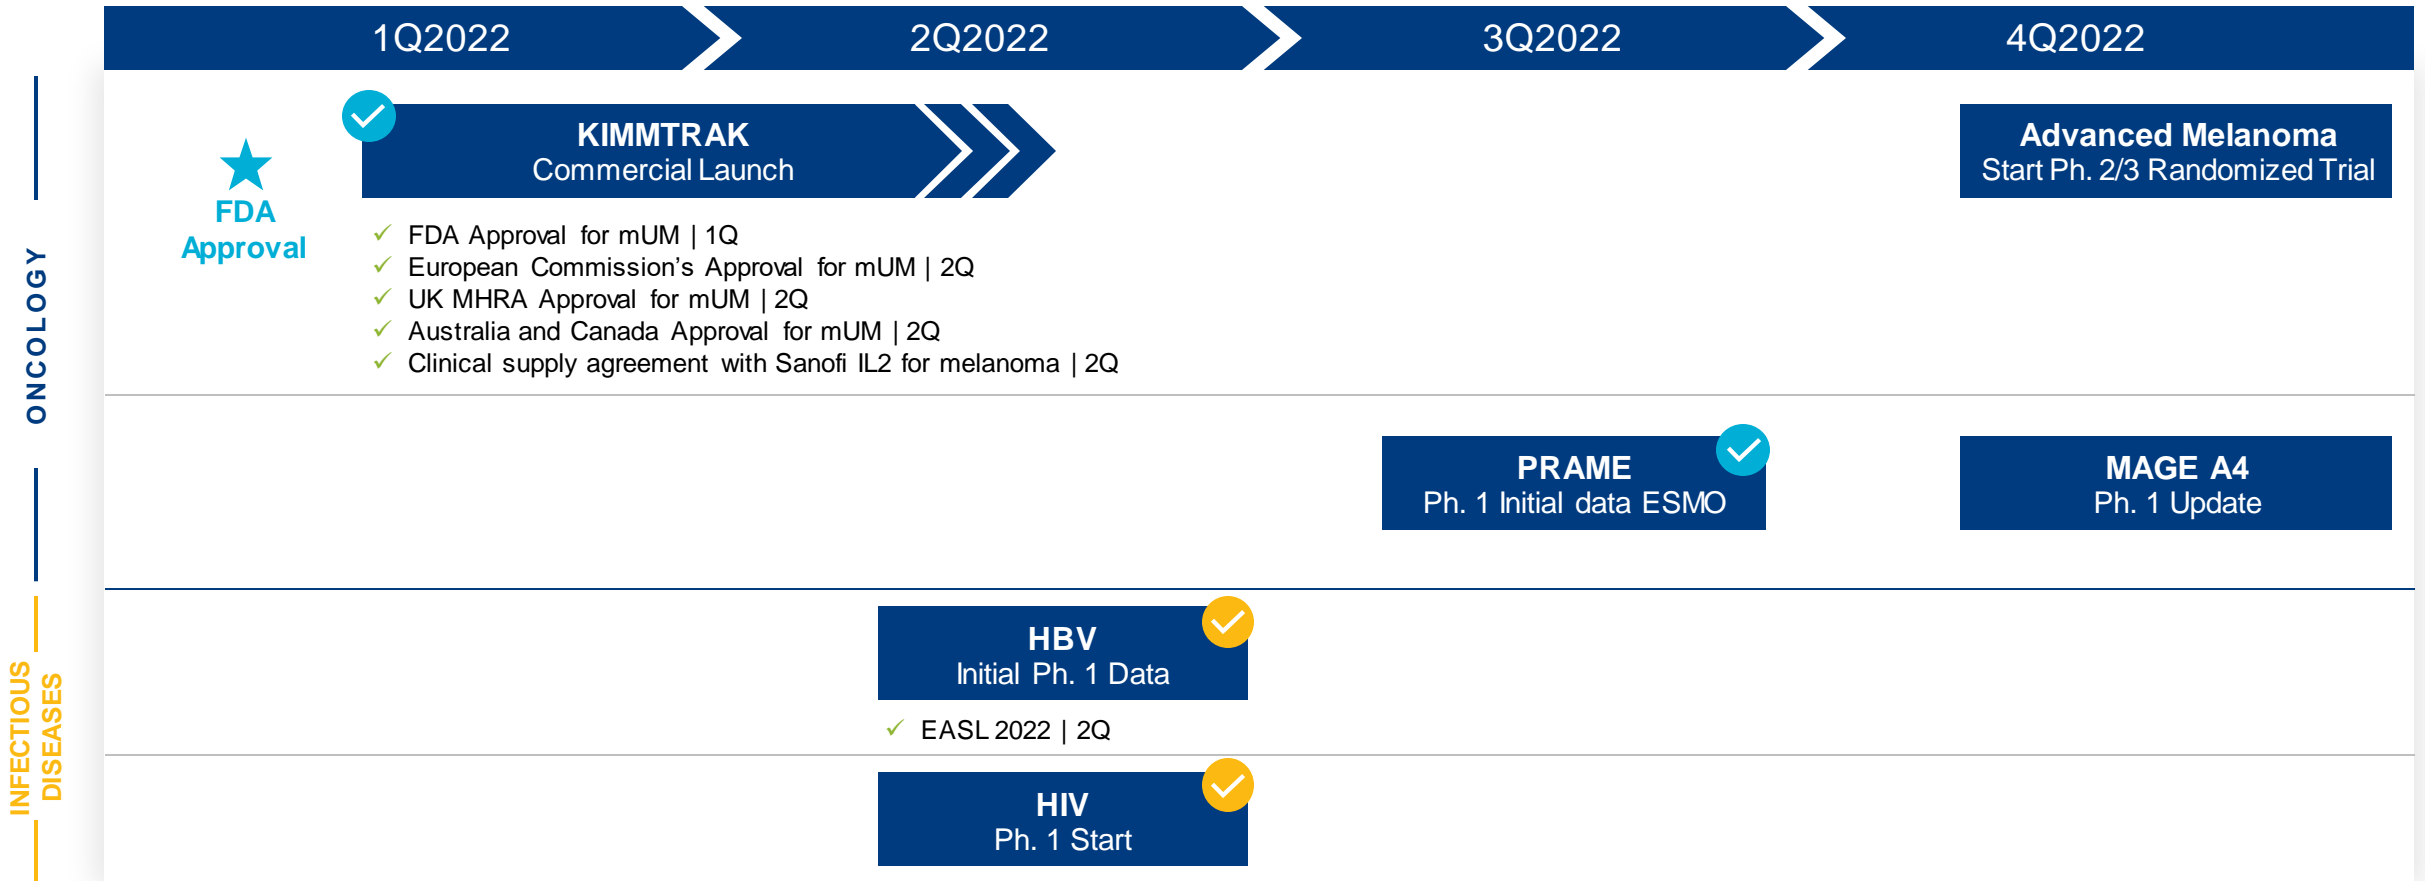 1Q2022
2Q2022
3Q2022
4Q2022
ONCOLOGY
FDA
Approval
KIMMTRAK
Commercial Launch
✓ FDA Approval for mUM | 1Q
✓ European Commission's Approval for mUM | 2Q
✓ UK MHRA Approval for mUM | 2Q
✓ Australia and Canada Approval for mUM | 2Q
✓ Clinical supply agreement with Sanofi IL2 for melanoma | 2Q
Advanced Melanoma
Start Ph. 2/3 Randomized Trial
PRAME
Ph. 1 Initial data ESMO
MAGE A4
Ph. 1 Update
INFECTIOUS
DISEASES
HBV
Initial Ph. 1 Data
✓ EASL 2022 | 2Q
HIV
Ph. 1 Start